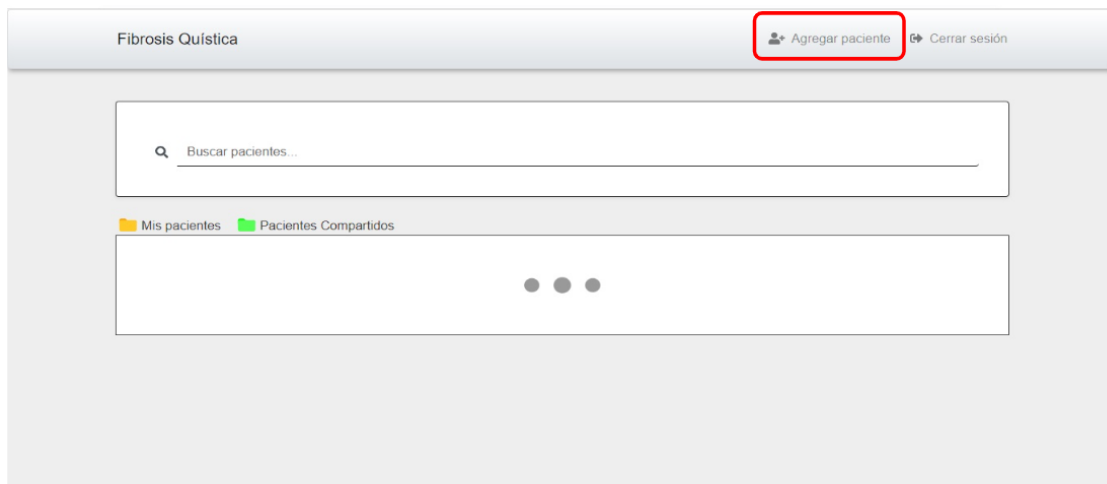 Fibrosis Quística
Agregar paciente Cerrar sesión
Buscar pacientes...
Mis pacientes Pacientes Compartidos